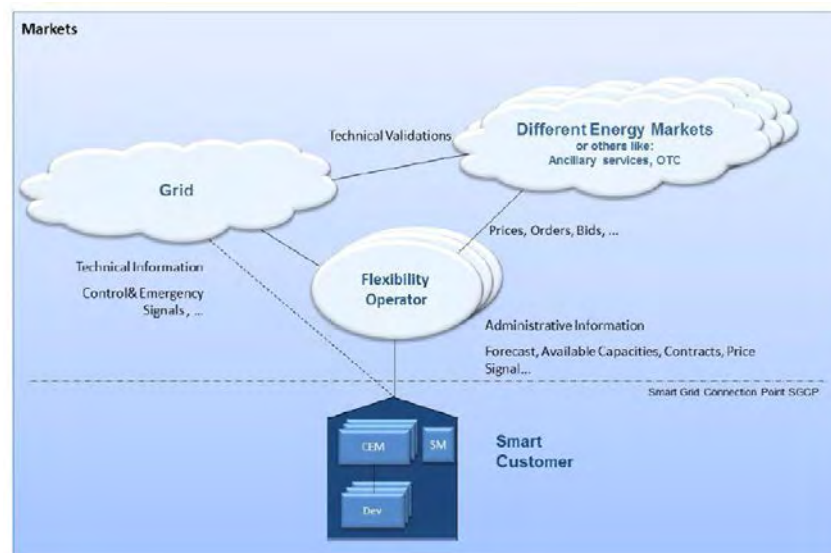 Markets
Technical Validations
Different Energy Markets
or others like:
Ancillary services, OTC
Grid
Prices, Orders, Bids, ...
Technical Information
Control& Emergency
Signals , ...
Flexibility
Operator
Administrative Information
Forecast, Available Capacities, Contracts, Price
Signal...
Smart Grid Connection Point SGCP
CEM
SM
Smart
Customer
Dev